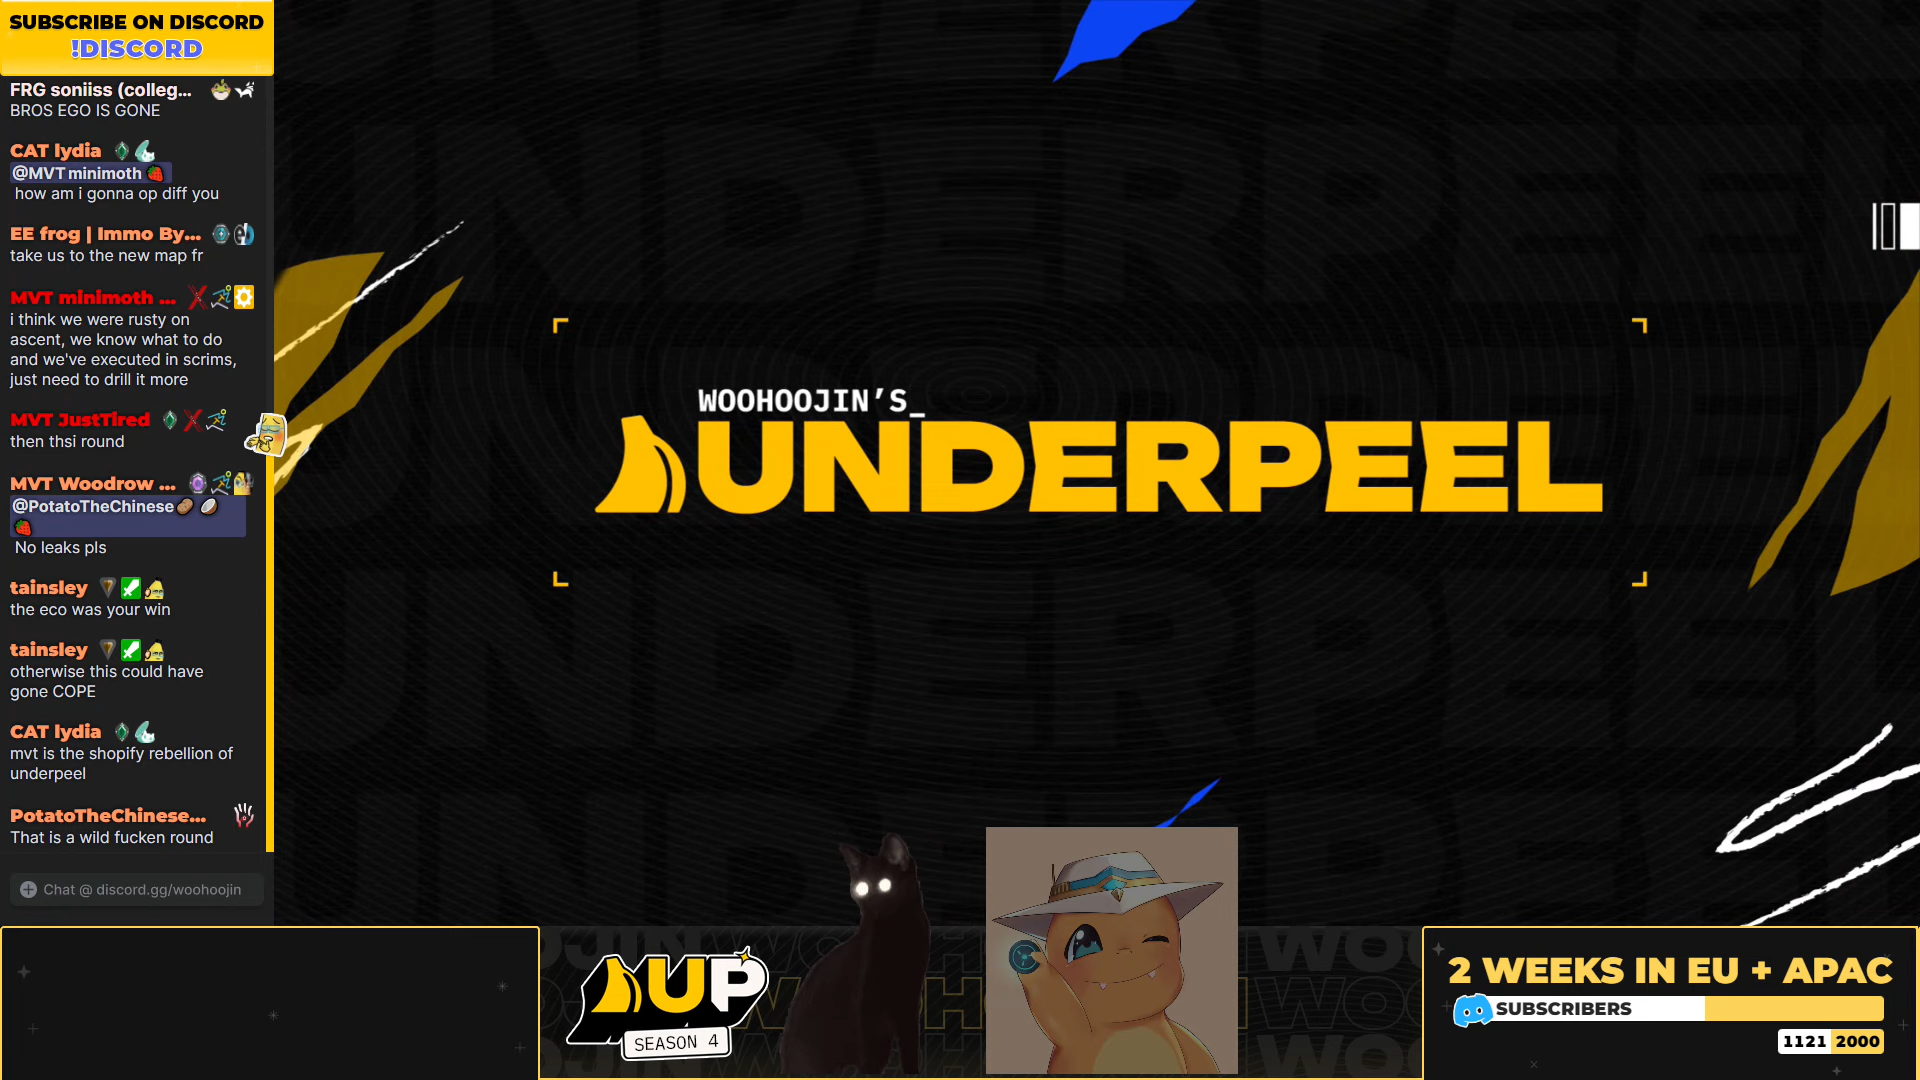 SUBSCRIBE ON DISCORD
!DISCORD
FRG soniiss (colleg...
BROS EGO IS GONE
CAT lydia
@MVT minimoth
how am i gonna op diff you
EE frog | Immo By...
take us to the new map fr
MVT minimoth ...
i think we were rusty on
ascent, we know what to do
and we've executed in scrims,
just need to drill it more
MVT JustTired
then thsi round
MVT Woodrow ...
@PotatoTheChinese
No leaks pls
tainsley
the eco was your win
tainsley
otherwise this could have
gone COPE
CAT lydia
mvt is the shopify rebellion of
underpeel
PotatoTheChinese...
That is a wild fucken round
Chat @ discord.gg/woohoojin
WOOHOOJIN'S_
UNDERPEEL
UP
SEASON 4
2 WEEKS IN EU + APAC
SUBSCRIBERS
1121 2000